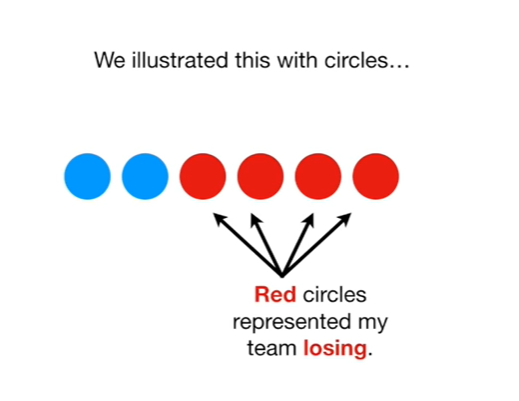 We illustrated this with circles…
Red circles
represented my
team losing.